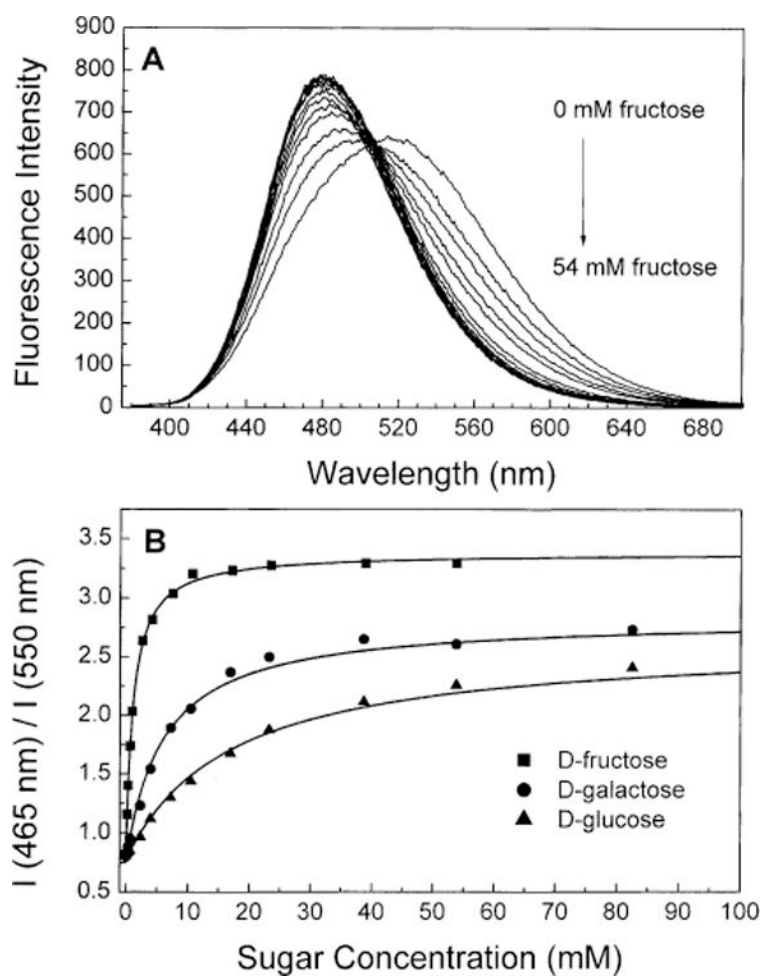 900
A
800
700
0 mM fructose
600
500
400
54 mM fructose
300
200
100
0
400 440 480 520 560 600 640 680
Fluorescence Intensity
Wavelength (nm)
B
3.5
3.0
2.5
2.0
D-fructose
1.5
D-galactose
1.0
D-glucose
0.5
0 10 20 30 40 50 60 70 80 90 100
I (465 nm) / I (550 nm)
Sugar Concentration (mM)